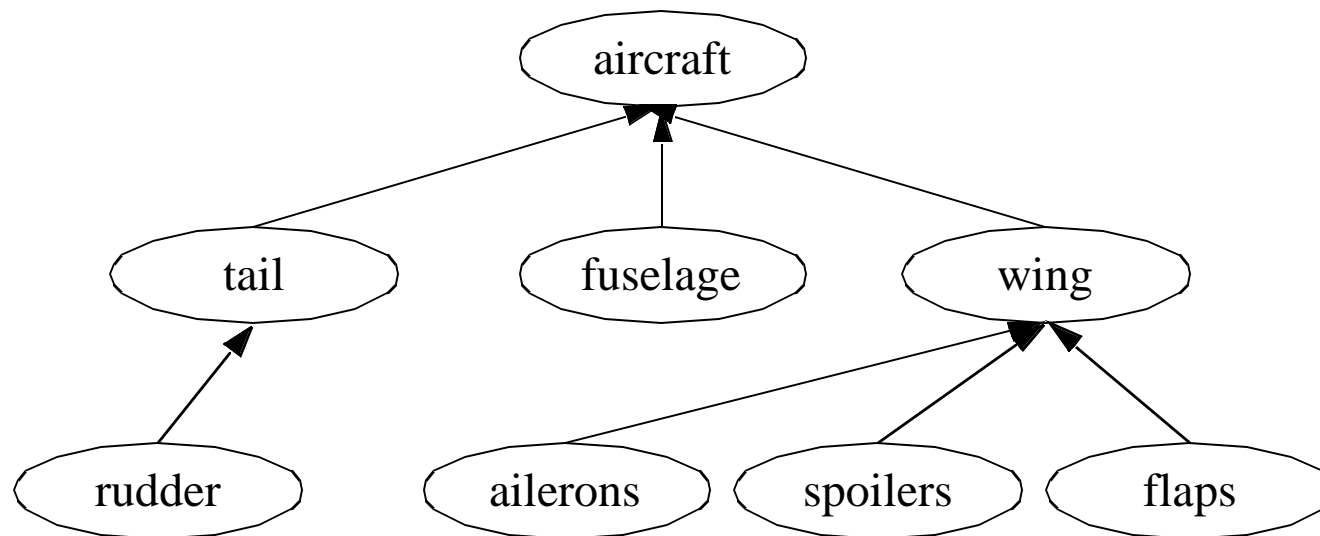 aircraft
tail
fuselage
wing
rudder
ailerons
spoilers
flaps